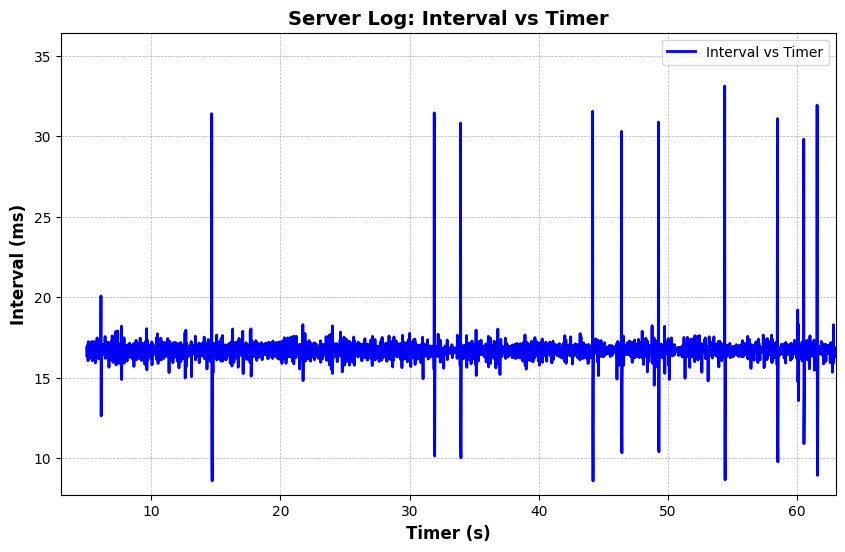 Server Log: Interval vs Timer
Interval vs Timer
35
30
25
20
15
10
Interval (ms)
10 20 30 40 50 60
Timer (s)